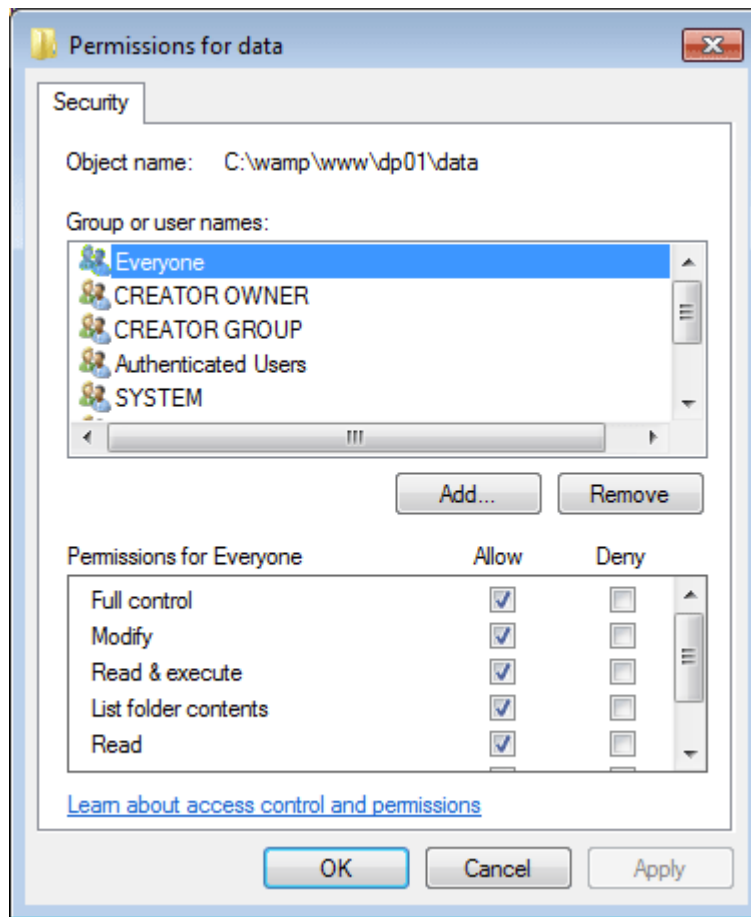 Permissions for data
Security
Object name: C:\wamp\www\dp01\data
Group or user names:
Everyone
CREATOR OWNER
CREATOR GROUP
Authenticated Users
SYSTEM
Add... Remove
Permissions for Everyone Allow Deny
Full control
Modify
Read & execute
List folder contents
Read
Learn about access control and permissions
OK Cancel Apply